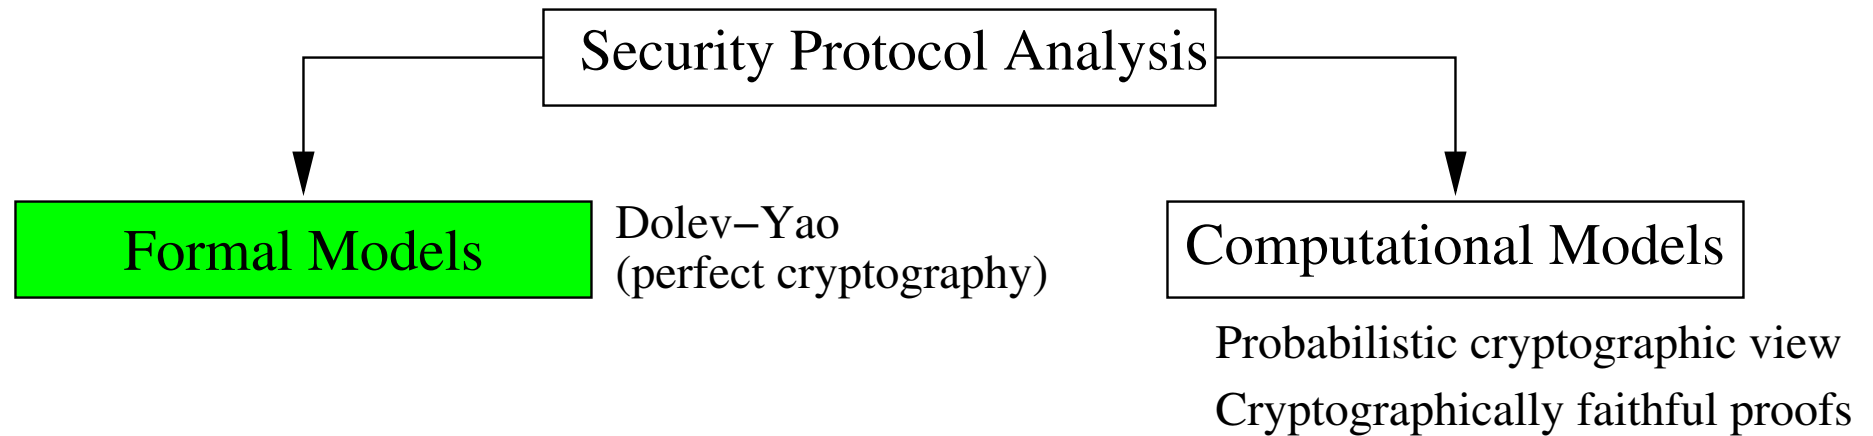 Security Protocol Analysis
Formal Models
Dolev–Yao
(perfect cryptography)
Computational Models
Probabilistic cryptographic view
Cryptographically faithful proofs